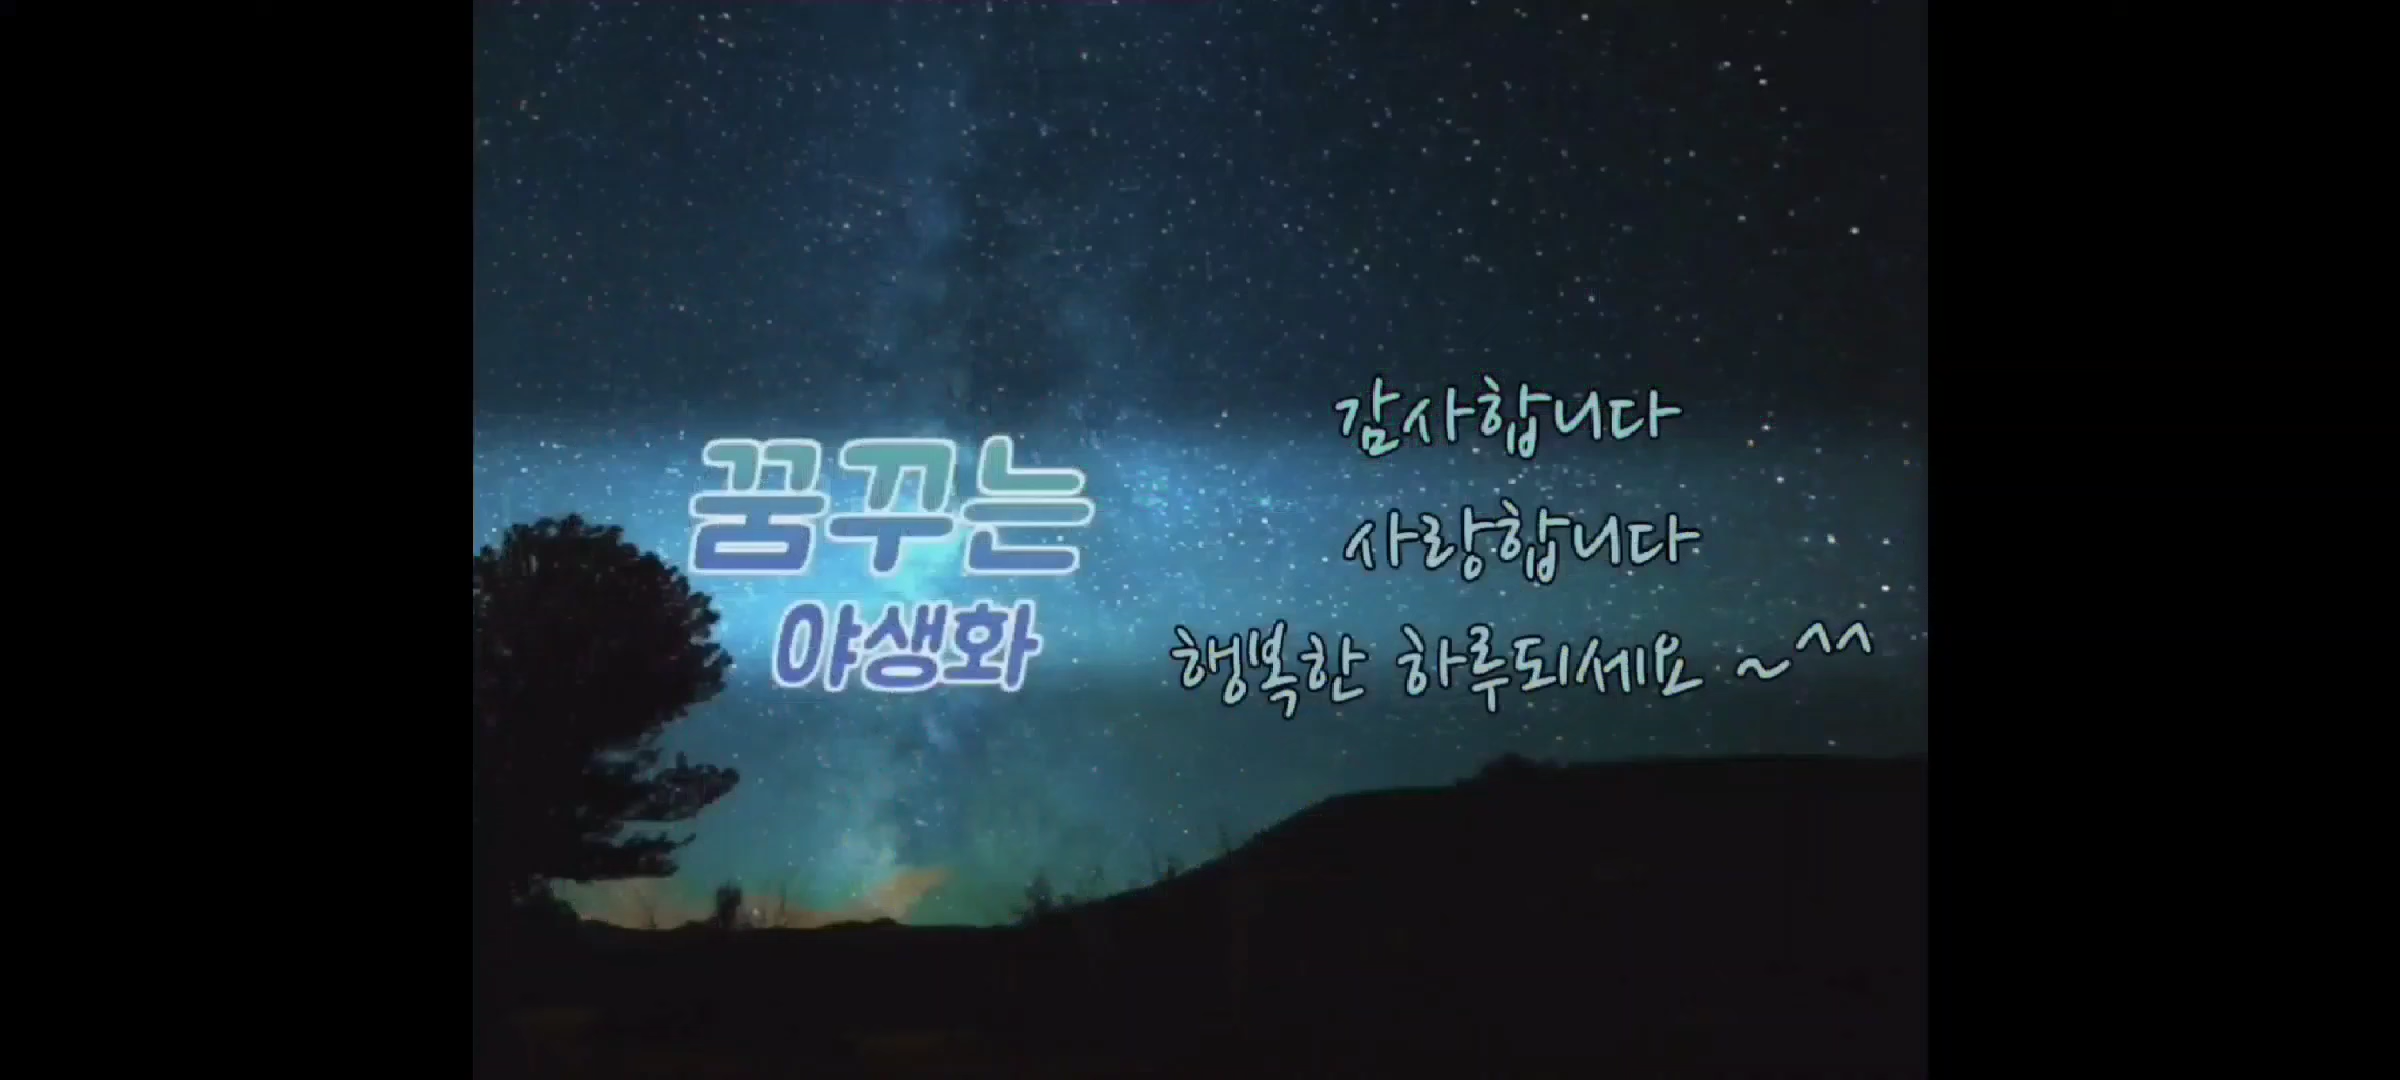 꿈꾸는
야생화
감사합니다
사랑합니다
행복한 하루되세요 ~^^